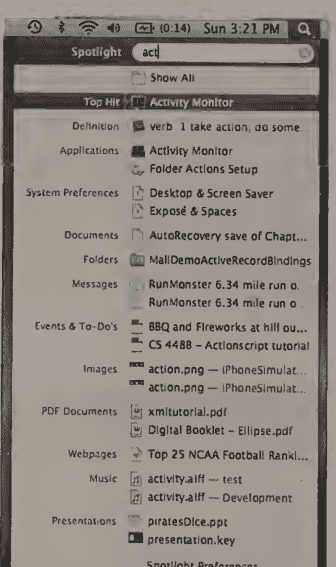 (0:14) Sun 3:21 PM
Spotlight act
Show All
Top Hit Activity Monitor
Definition verb 1 take action; do some...
Applications Activity Monitor
Folder Actions Setup
System Preferences Desktop & Screen Saver
Exposé & Spaces
Documents AutoRecovery save of Chapt...
Folders MailDemoActiveRecordBindings
Messages RunMonster 6.34 mile run o.
RunMonster 6.34 mile run o.
Events & To-Do's BBQ and Fireworks at hill ou...
CS 4488 – Actionscript tutorial
Images action.png — iPhoneSimulat...
action.png — iPhoneSimulat...
PDF Documents xmltutorial.pdf
Digital Booklet – Ellipse.pdf
Webpages Top 25 NCAA Football Ranki...
Music activity.aiff — test
activity.aiff — Development
Presentations piratesDice.ppt
presentation.key
Spotlight Preferences